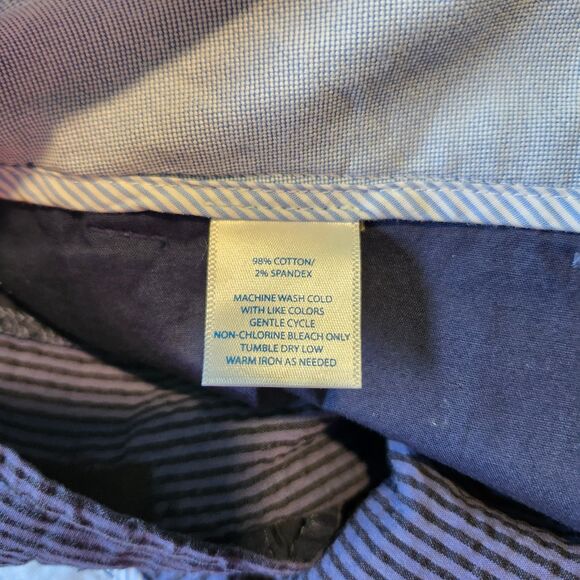 98% COTTON/
2% SPANDEX
MACHINE WASH COLD
WITH LIKE COLORS
GENTLE CYCLE
NON-CHLORINE BLEACH ONLY
TUMBLE DRY LOW
WARM IRON AS NEEDED